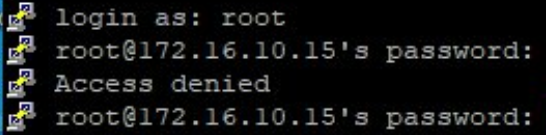 login as: root
root@172.16.10.15's password:
Access denied
root@172.16.10.15's password: